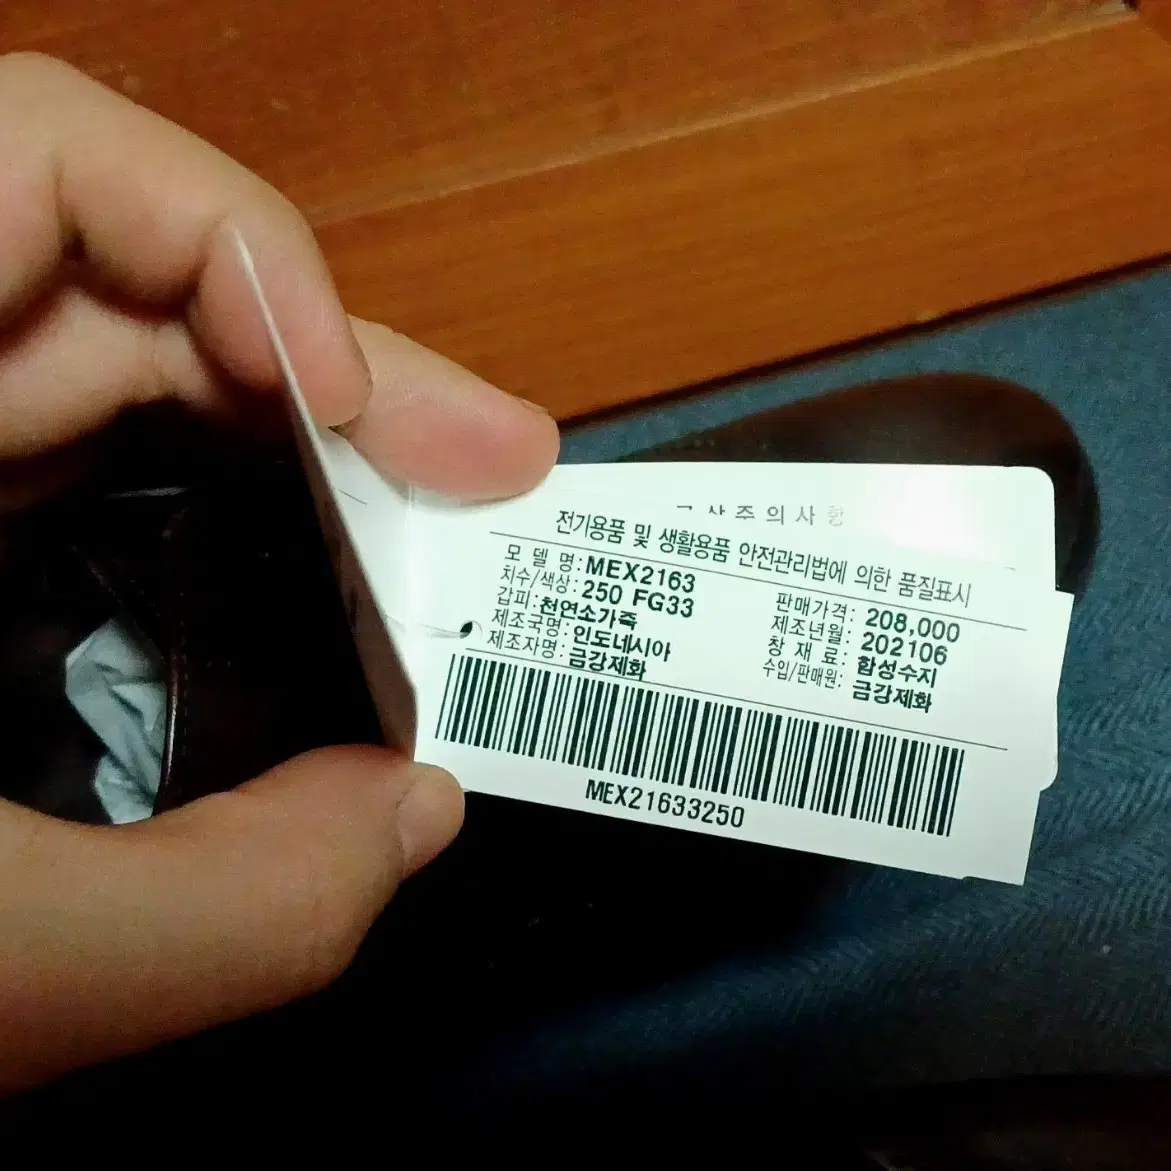 주의사항
전기용품 및 생활용품 안전관리법에 의한 품질표시
모델명: MEX2163
치수/색상: 250 FG33
갑피: 천연소가죽
제조국명: 인도네시아
제조자명: 금강제화
판매가격: 208,000
제조년월: 202106
창재료: 합성수지
수입/판매원: 금강제화
MEX21633250